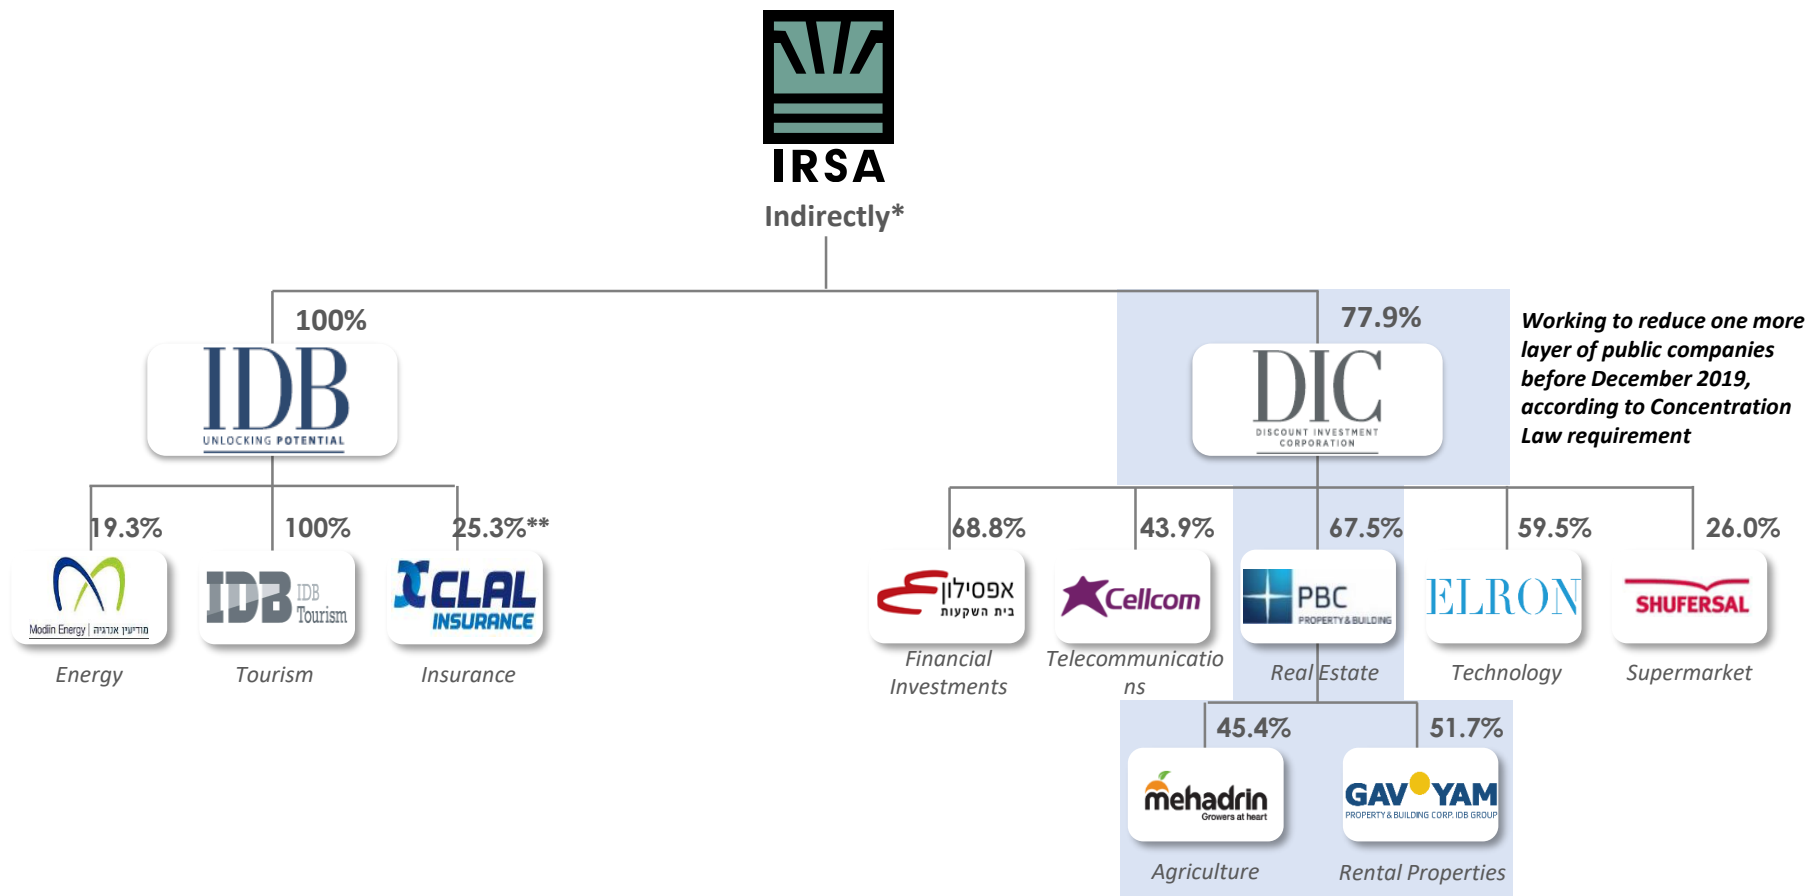 IRSA
Indirectly*
100%
77.9%
IDB
UNLOCKING POTENTIAL
DIC
DISCOUNT INVESTMENT
CORPORATION
Working to reduce one more
layer of public companies
before December 2019,
according to Concentration
Law requirement
19.3%
100%
25.3%**
68.8%
43.9%
67.5%
59.5%
26.0%
Modiin Energy | מודיעין אנרגיה
IDB IDB
Tourism
CLAL
INSURANCE
אפסילון
בית השקעות
Cellcom
PBC
PROPERTY & BUILDING
ELRON
SHUFERSAL
Energy
Tourism
Insurance
Financial
Investments
Telecommunicatio
ns
Real Estate
Technology
Supermarket
45.4%
51.7%
mehadrin
Growers at heart
GAV YAM
PROPERTY & BUILDING CORP. IDB GROUP
Agriculture
Rental Properties